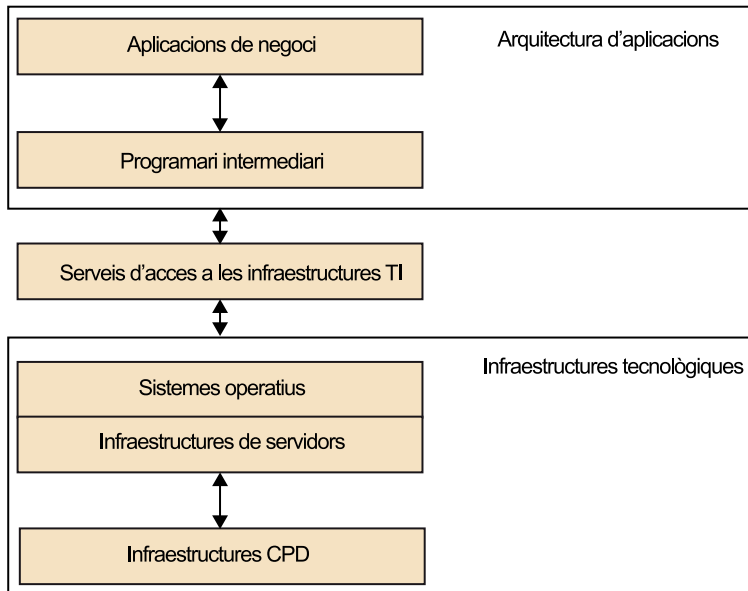 Aplicacions de negoci
Arquitectura d'aplicacions
Programari intermediari
Serveis d'acces a les infraestructures TI
Infraestructures tecnològiques
Sistemes operatius
Infraestructures de servidors
Infraestructures CPD